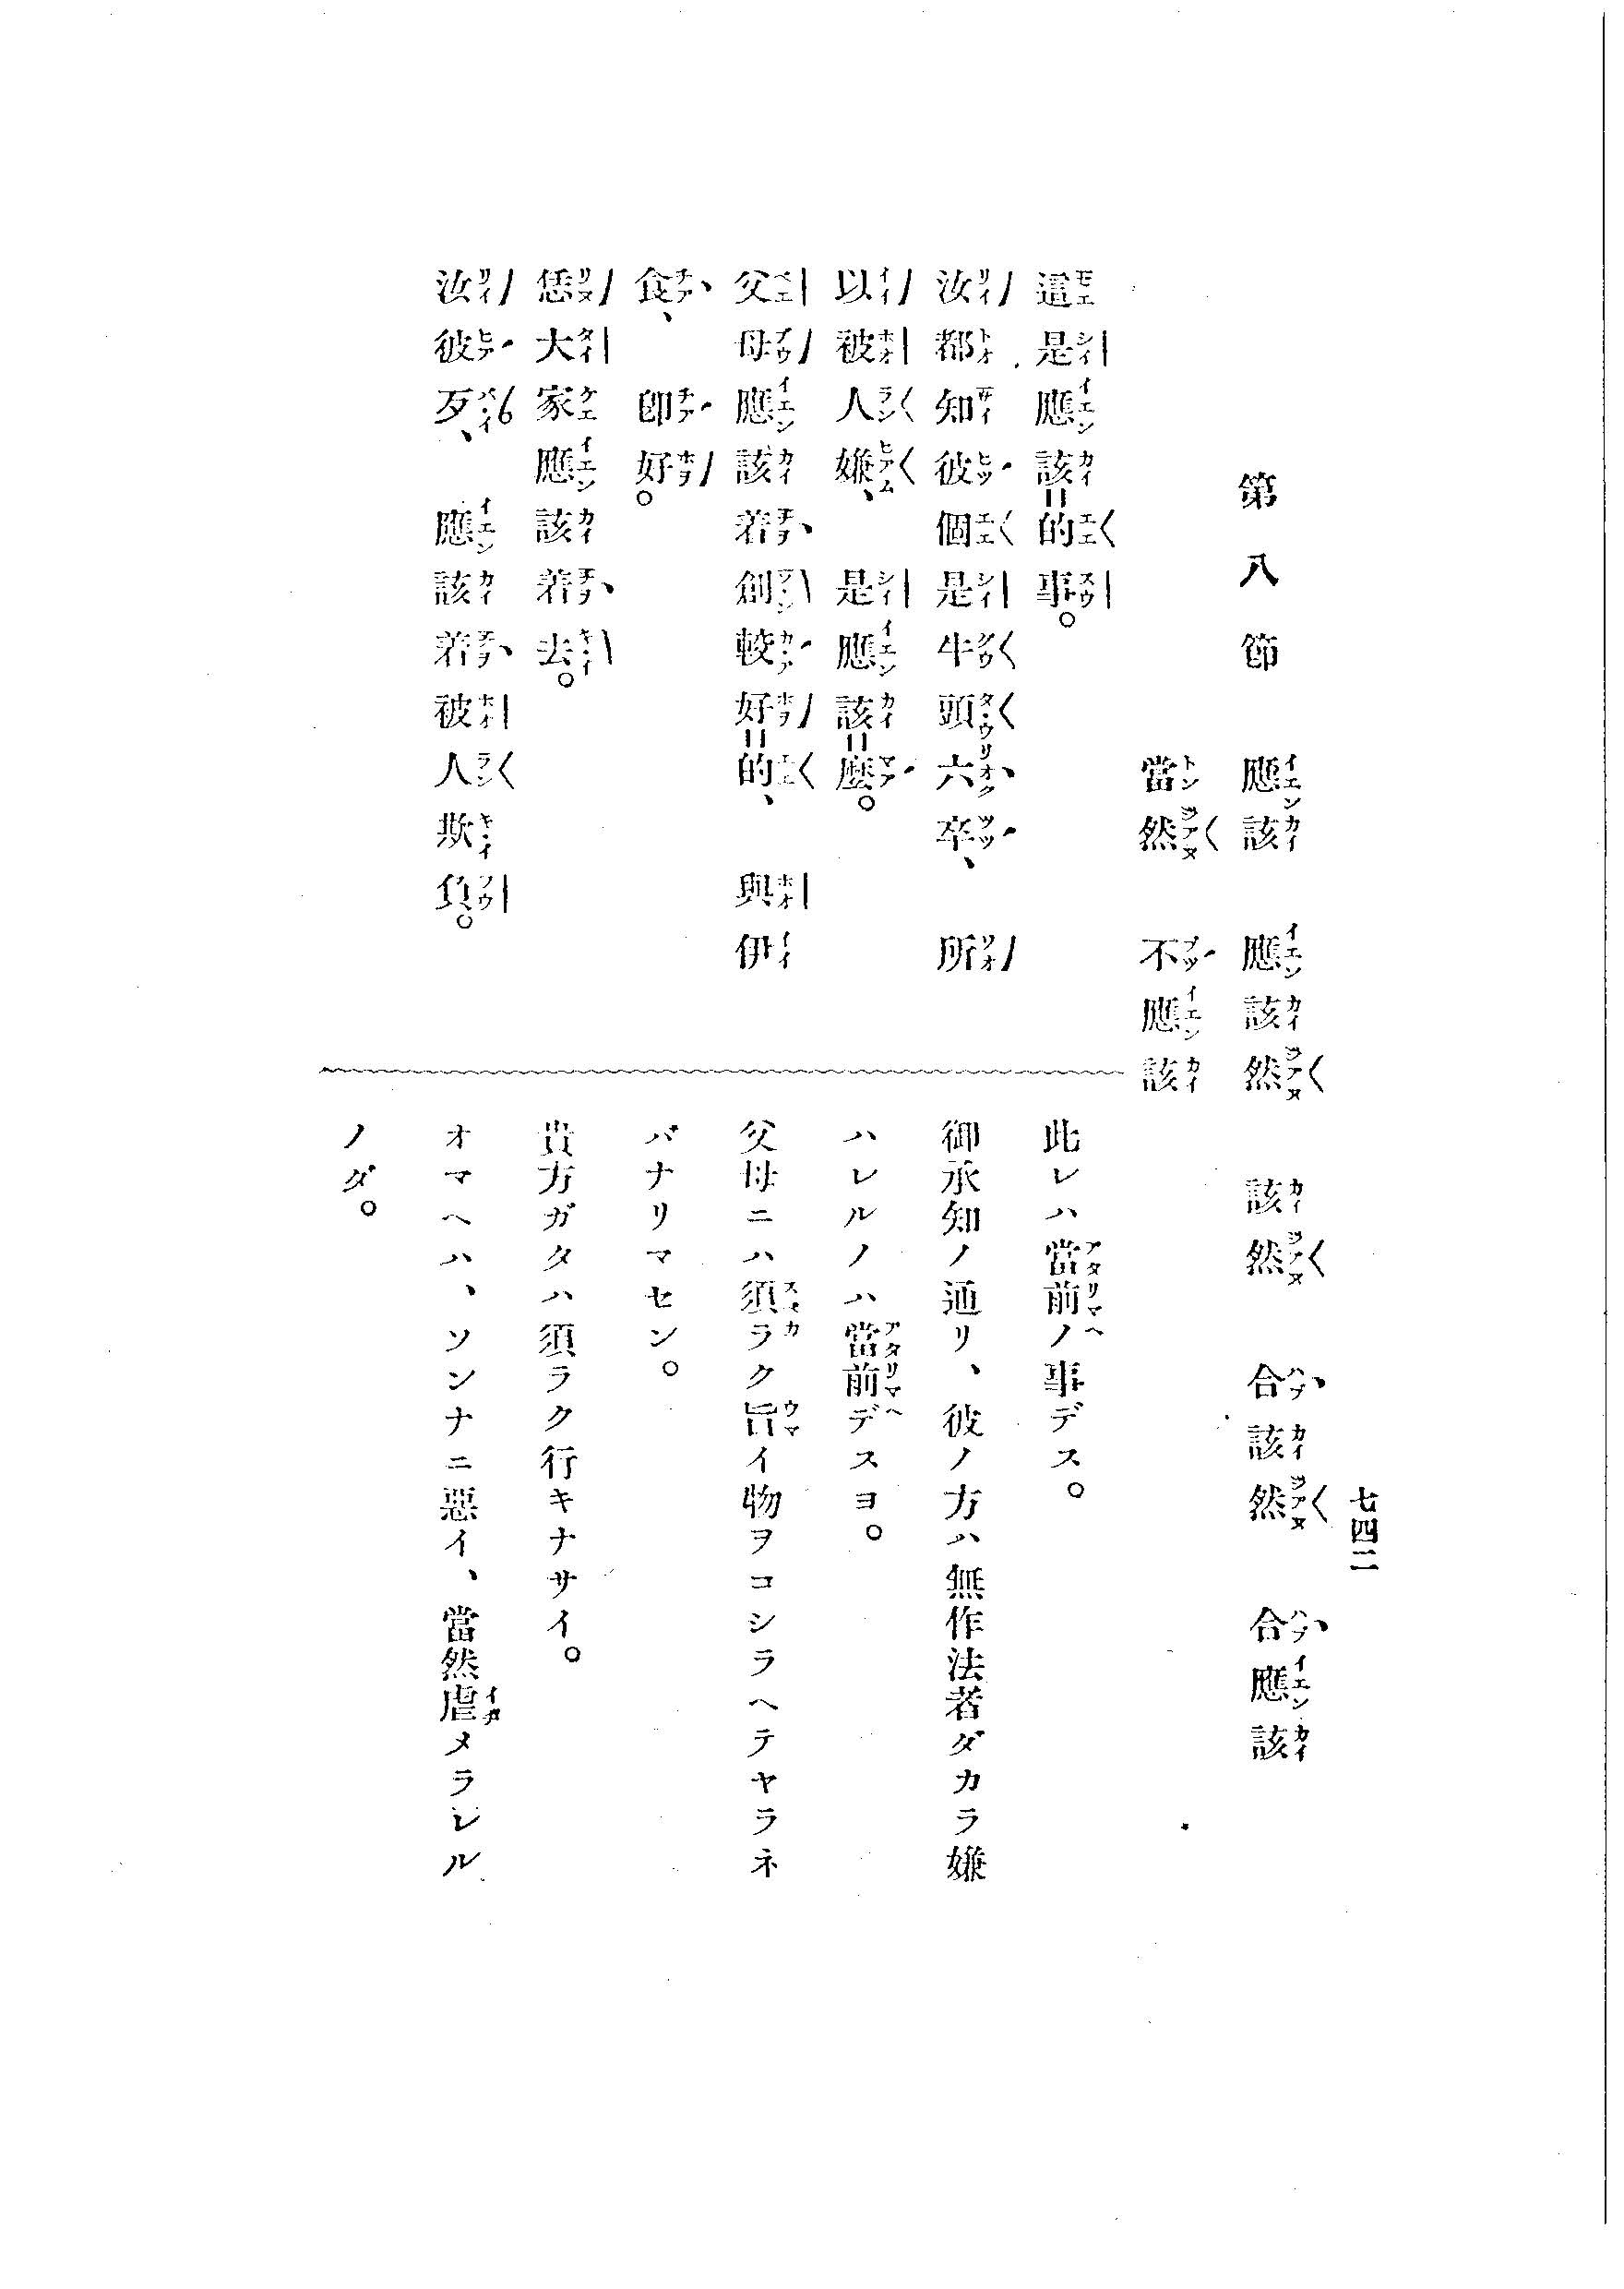 七四二
第八節　應該　應該然　該然　合該然　合應該
當然　不應該
這是應該＝的事。
汝都知彼個是牛頭六卒、所
以被人嫌、是應該＝麼。
父母應該着創較好＝的、與伊
食、卽好。
恁大家應該着去。
汝彼歹、應該着被人欺負。
此レハ當前ノ事デス。
御承知ノ通リ、彼ノ方ハ無作法者ダカラ嫌
ハレルノハ當前デスヨ。
父母ニハ須ラク旨イ物ヲコシラヘテヤラネ
バナリマセン。
貴方ガタハ須ラク行キナサイ。
オマヘハ、ソンナニ惡イ、當然虐メラレル
ノダ。